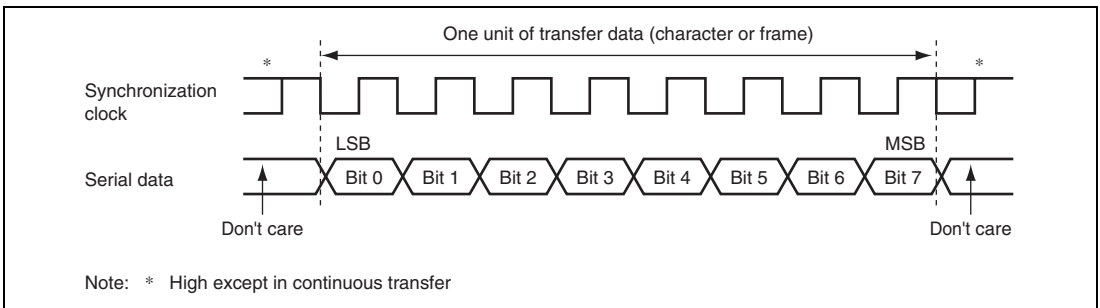 One unit of transfer data (character or frame)
* *
Synchronization
clock
LSB MSB
Serial data Bit 0 Bit 1 Bit 2 Bit 3 Bit 4 Bit 5 Bit 6 Bit 7
Don't care Don't care
Note: * High except in continuous transfer